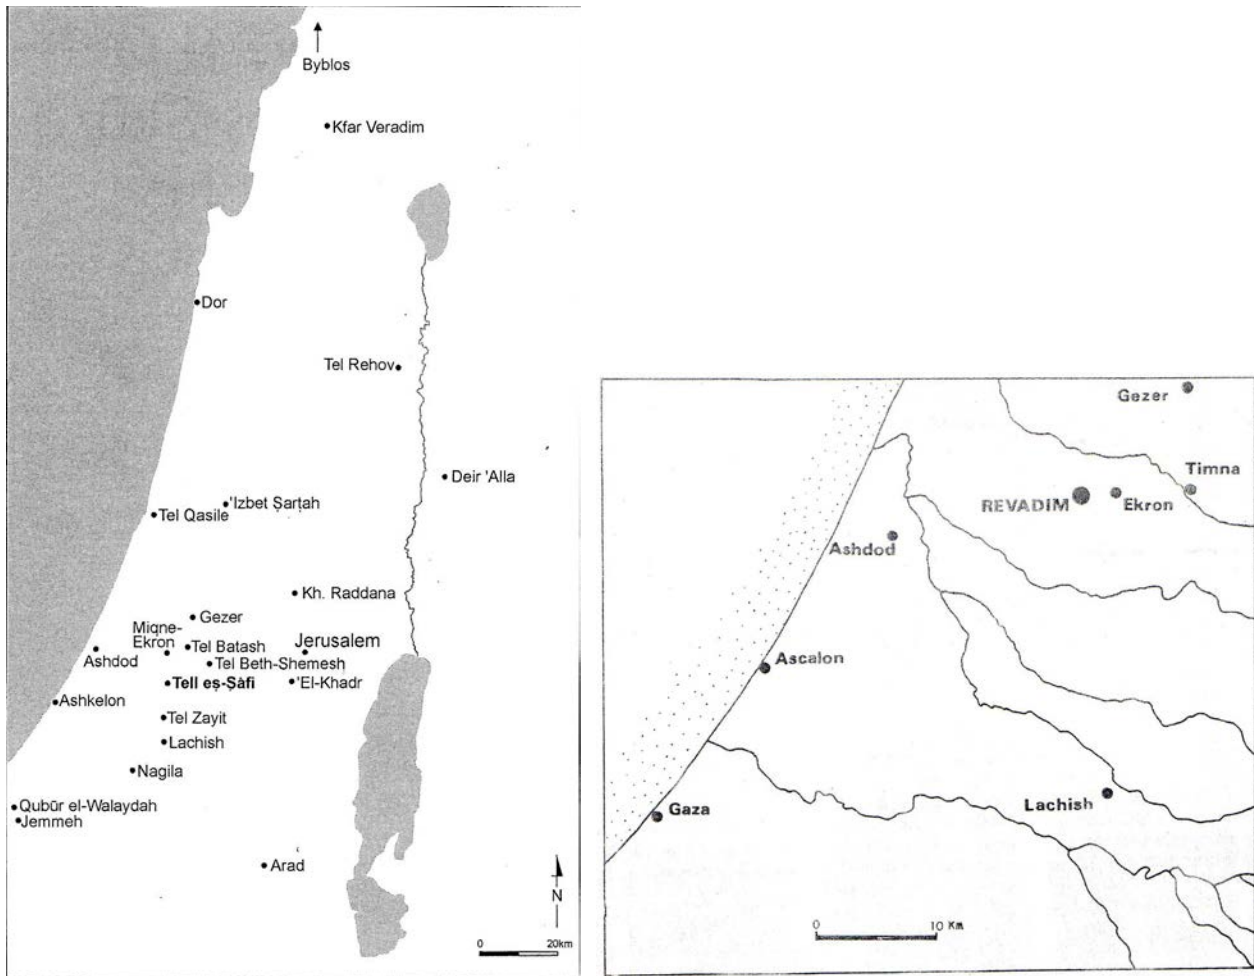 Byblos
Kfar Veradim
Dor
Tel Rehov
Deir 'Alla
'Izbet Ṣarṭah
Tel Qasile
Kh. Raddana
Gezer
Miqne-
Ekron
Tel Batash
Jerusalem
Ashdod
Tel Beth-Shemesh
Tell eṣ-Ṣâfi
'El-Khadr
Ashkelon
Tel Zayit
Lachish
Nagila
Qubūr el-Walaydah
Jemmeh
Arad
N
0 20km
Gezer
Timna
REVADIM
Ekron
Ashdod
Ascalon
Lachish
Gaza
0 10 Km